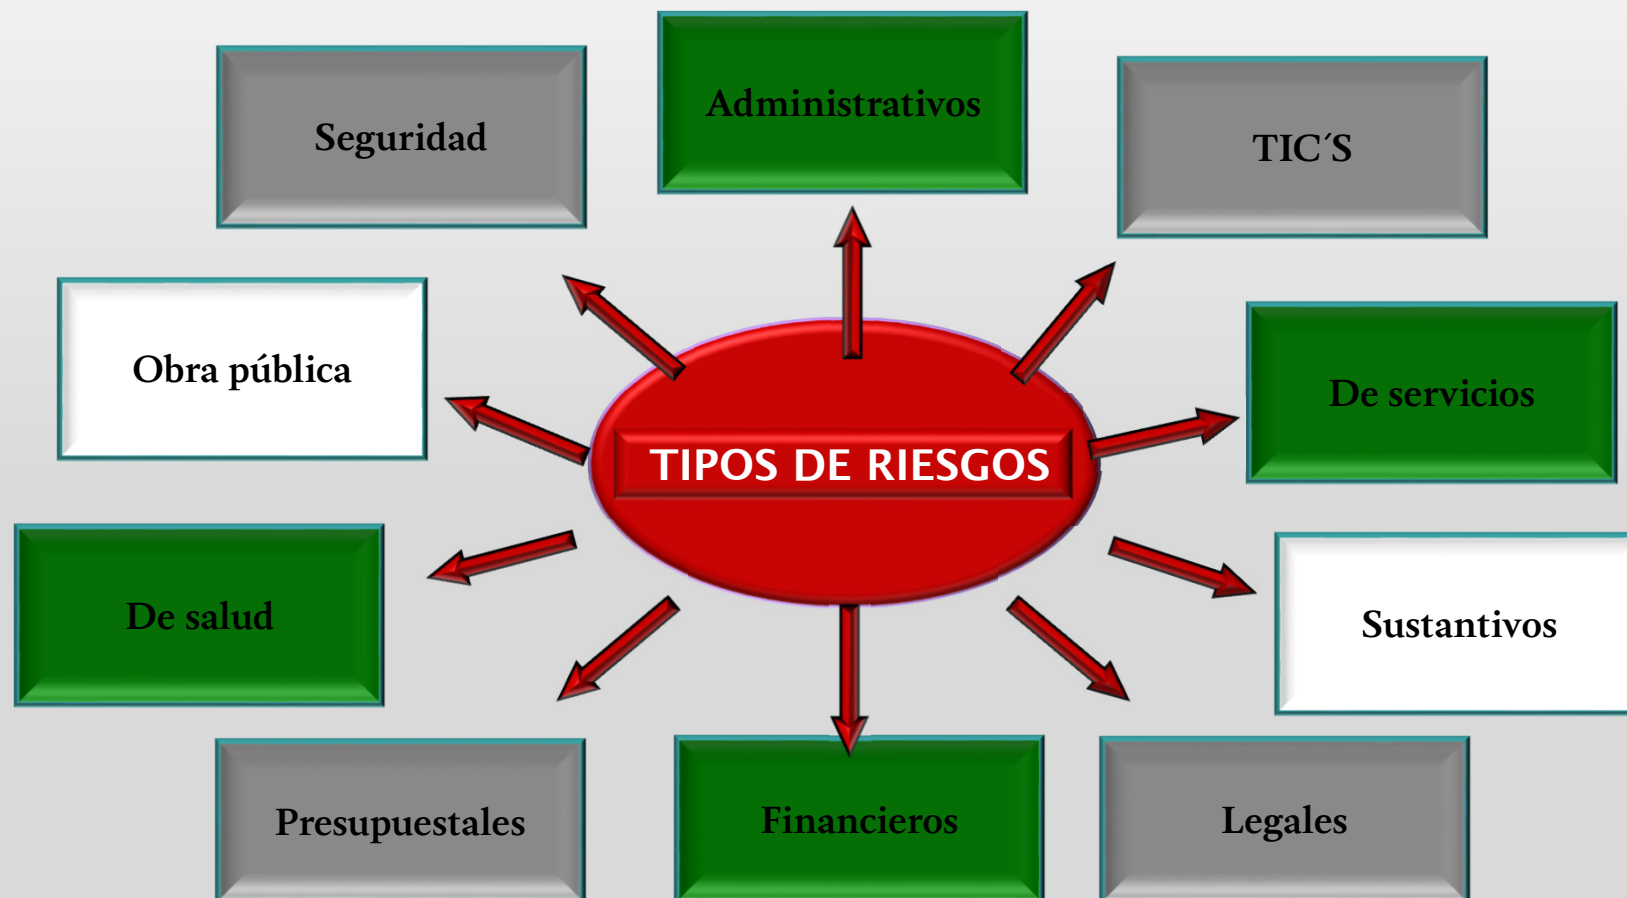 Administrativos
Seguridad
TIC´S
Obra pública
De servicios
TIPOS DE RIESGOS
De salud
Sustantivos
Presupuestales
Financieros
Legales